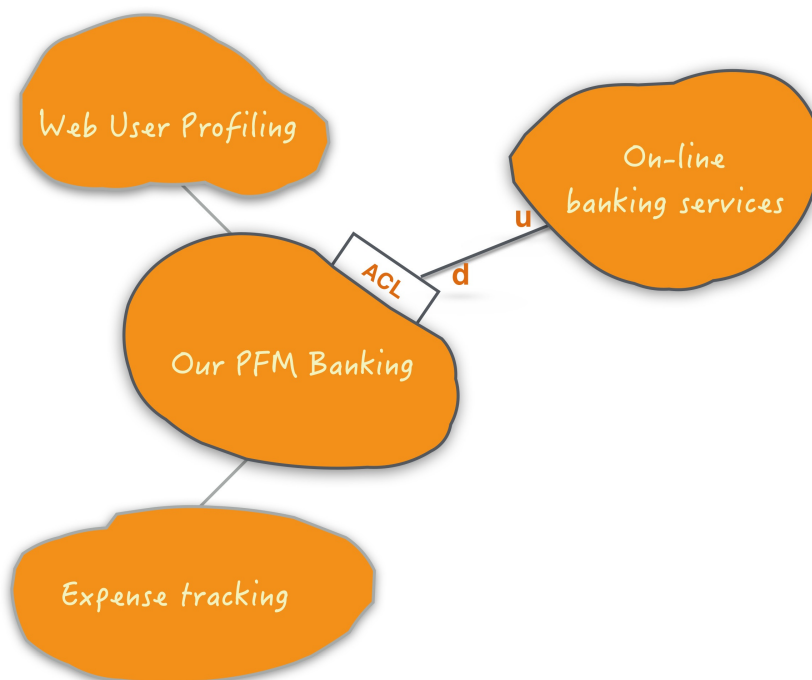 Web User Profiling
On-line
banking services
u
d
ACL
Our PFM Banking
Expense tracking